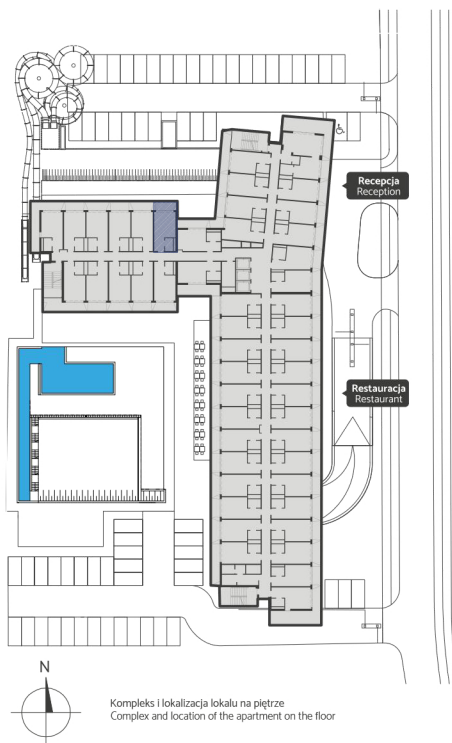 Recepcja
Reception
Restauracja
Restaurant
N
Kompleks i lokalizacja lokalu na piętrze
Complex and location of the apartment on the floor